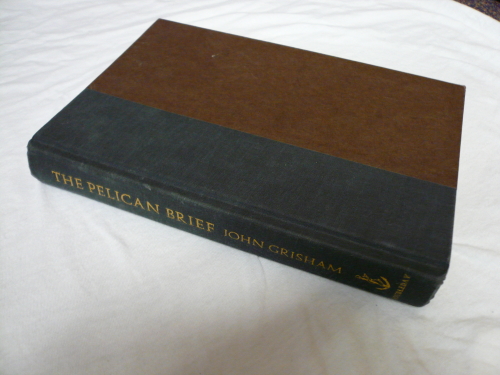 THE PELICAN BRIEF JOHN GRISHAM